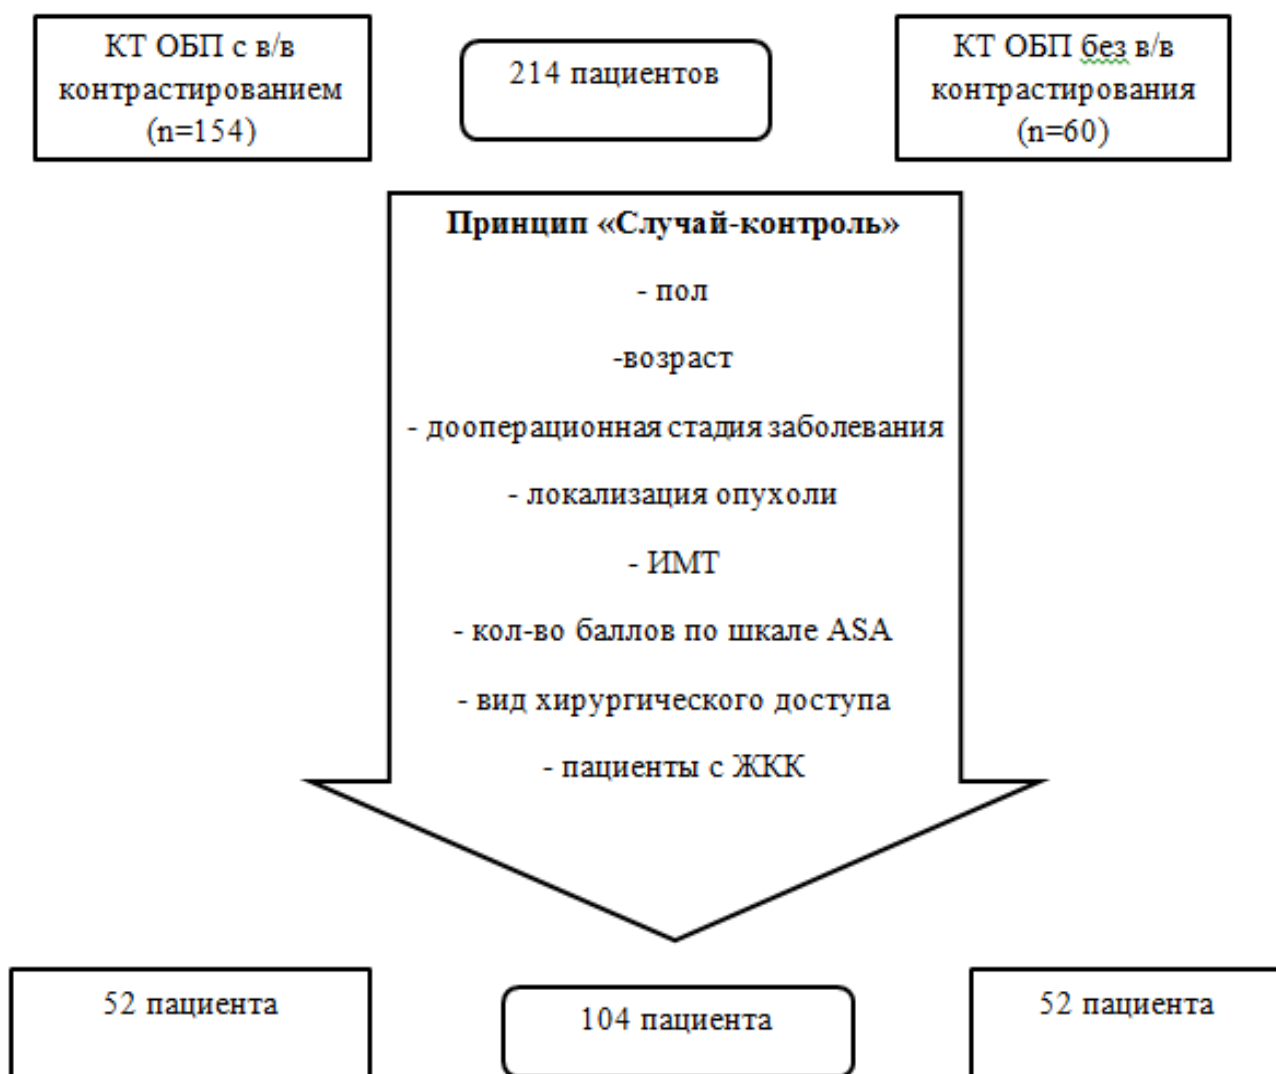 КТ ОБП с в/в
контрастированием
(n=154)
214 пациентов
КТ ОБП без в/в
контрастирования
(n=60)
Принцип «Случай-контроль»
- пол
-возраст
- дооперационная стадия заболевания
- локализация опухоли
- ИМТ
- кол-во баллов по шкале ASA
- вид хирургического доступа
- пациенты с ЖКК
52 пациента
104 пациента
52 пациента